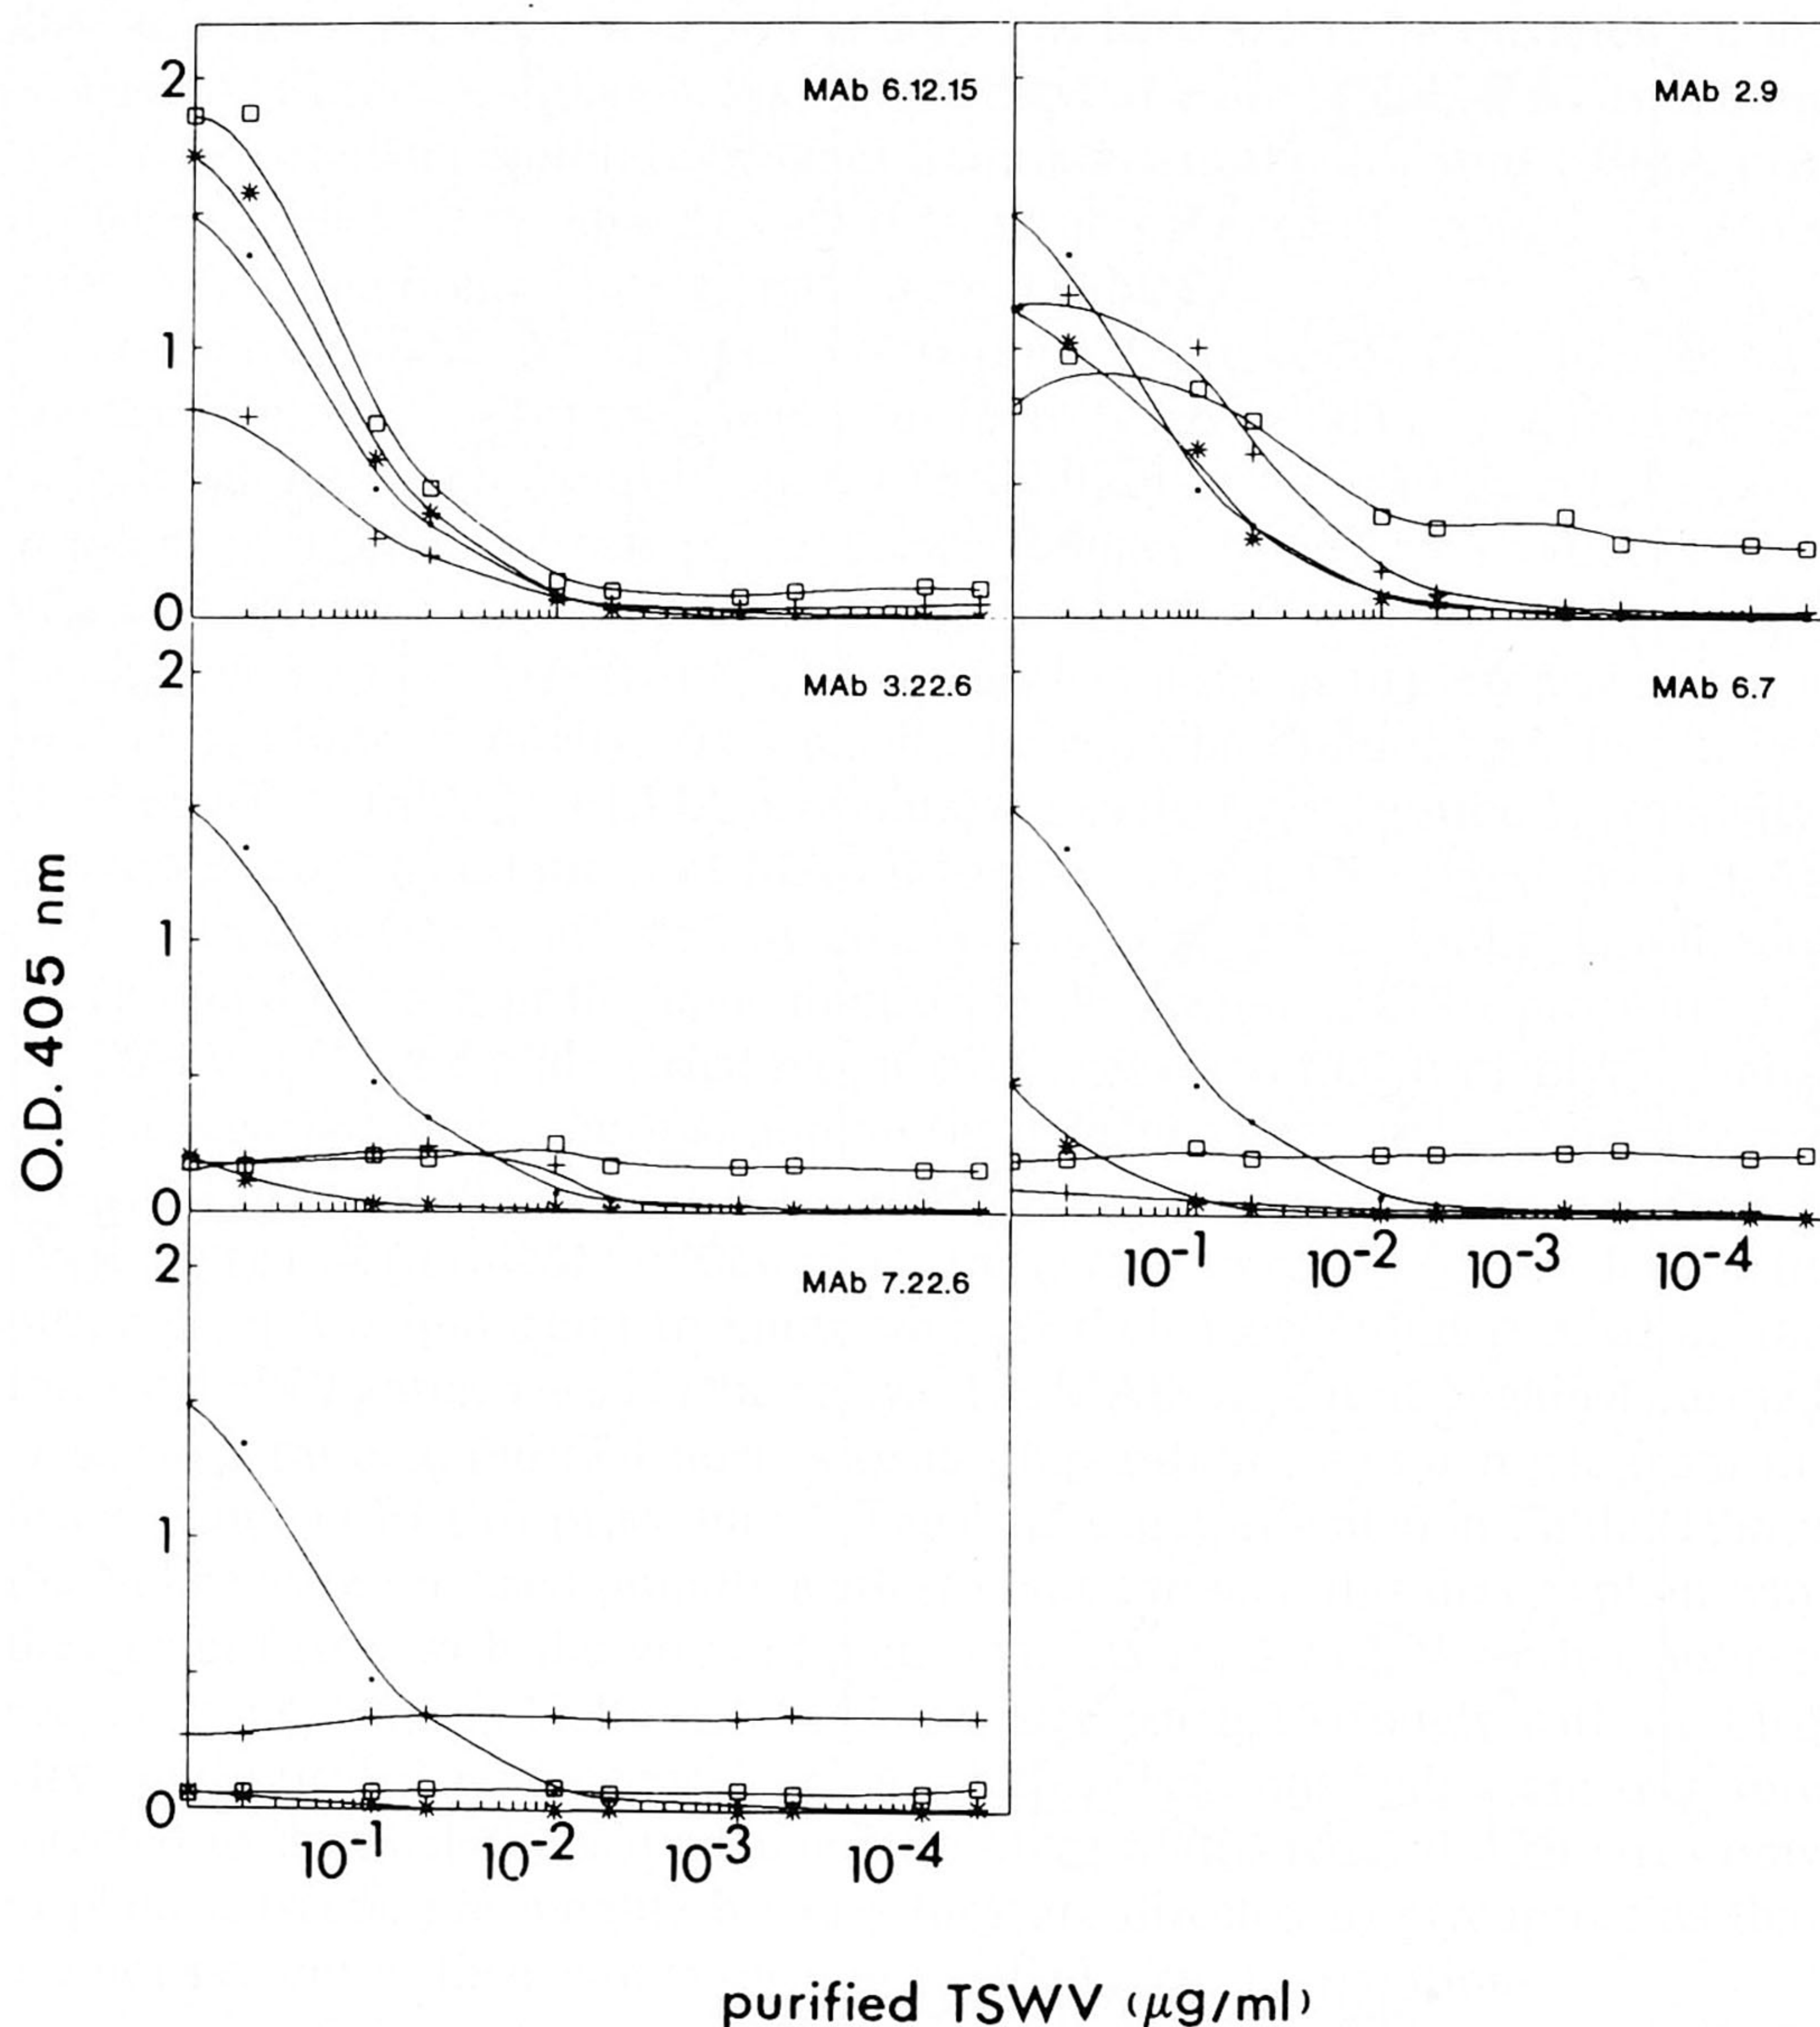 2
MAb 6.12.15
MAb 2.9
1
0
2
MAb 3.22.6
MAb 6.7
1
0
10-1 10-2 10-3 10-4
2
MAb 7.22.6
1
0
10-1 10-2 10-3 10-4
O.D. 405 nm
purified TSWV (μg/ml)